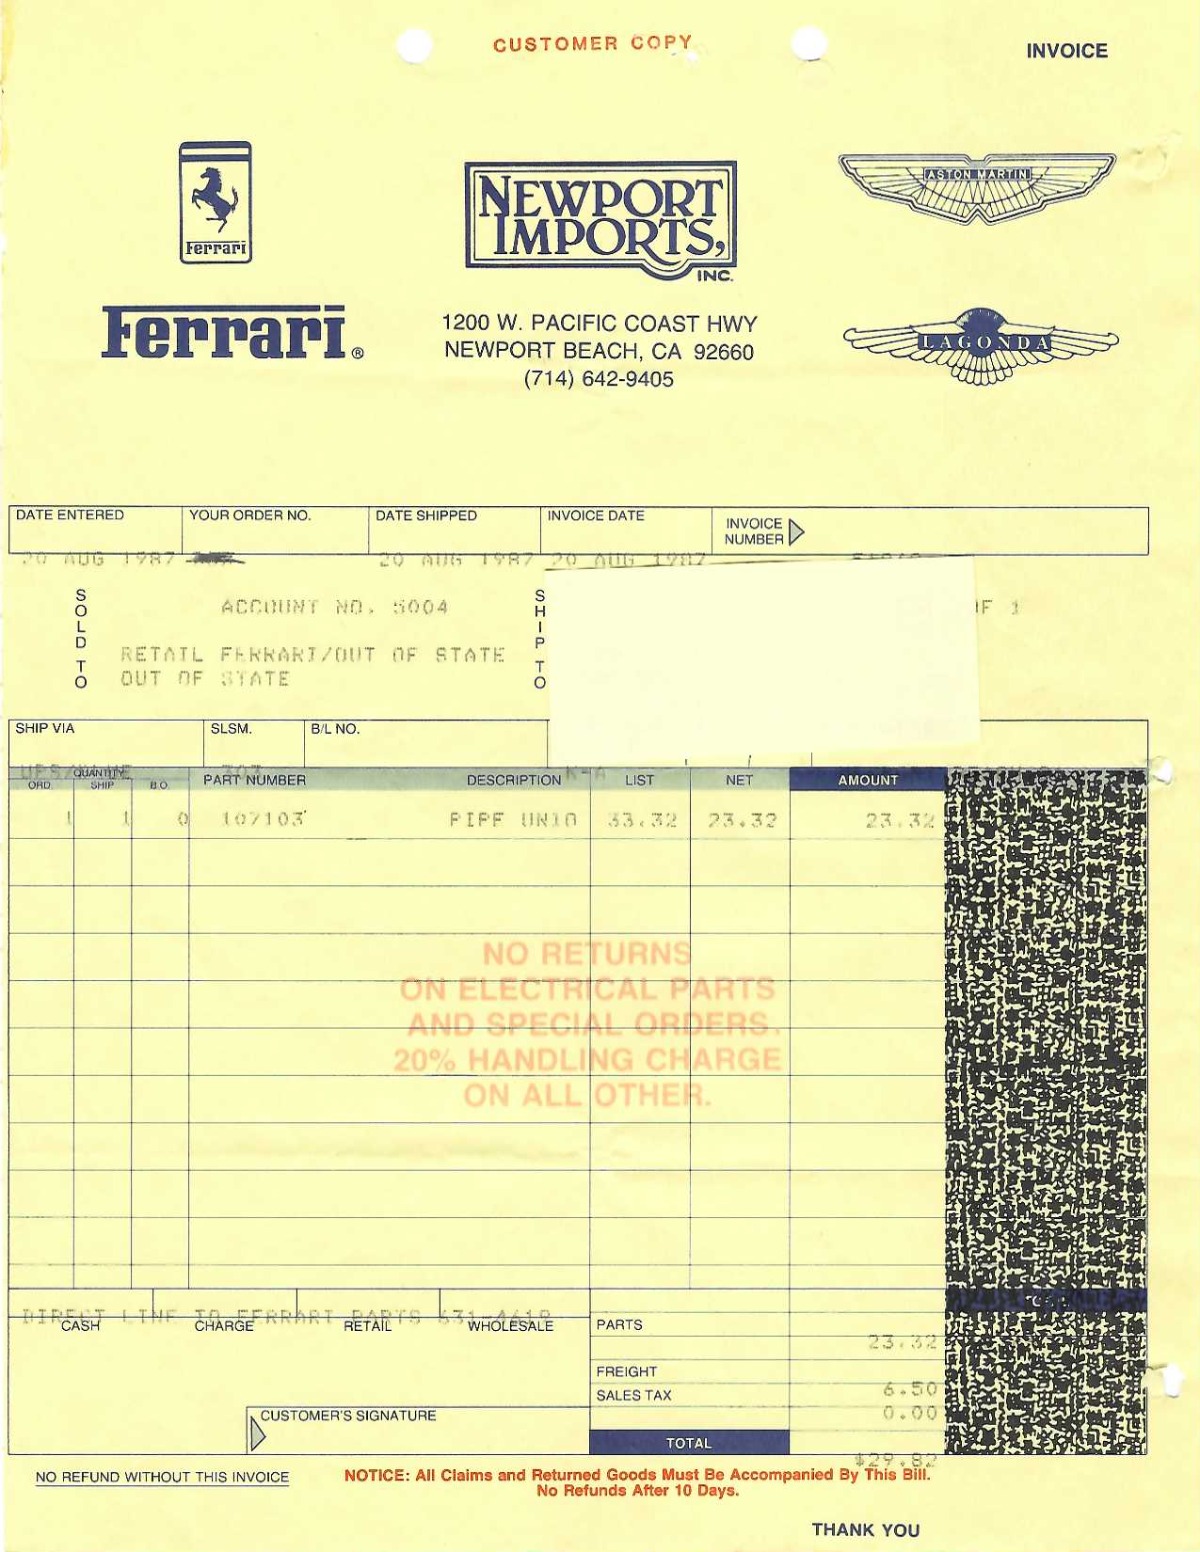 CUSTOMER COPY
INVOICE
Ferrari
NEWPORT
IMPORTS,
INC.
ASTON MARTIN
Ferrari®
1200 W. PACIFIC COAST HWY
NEWPORT BEACH, CA 92660
(714) 642-9405
LAGONDA
DATE ENTERED YOUR ORDER NO. DATE SHIPPED INVOICE DATE INVOICE NUMBER
20 AUG 1987 20 AUG 1987 20 AUG 1987
SOLD TO
ACCOUNT NO. 5004
RETAIL FERRARI/OUT OF STATE
OUT OF STATE
SHIP TO
OF 1
SHIP VIA SLSM. B/L NO.
303
QUANTITY
ORD. SHIP B.O. PART NUMBER DESCRIPTION LIST NET AMOUNT
1 1 0 107103 PIPE UNIO 33.32 23.32 23.32
NO RETURNS
ON ELECTRICAL PARTS
AND SPECIAL ORDERS.
20% HANDLING CHARGE
ON ALL OTHER.
DIRECT LINE TO FERRARI PARTS 631-4619
CASH CHARGE RETAIL WHOLESALE
PARTS
23.32
FREIGHT
6.50
SALES TAX
0.00
CUSTOMER'S SIGNATURE
TOTAL
$29.82
NO REFUND WITHOUT THIS INVOICE
NOTICE: All Claims and Returned Goods Must Be Accompanied By This Bill.
No Refunds After 10 Days.
THANK YOU